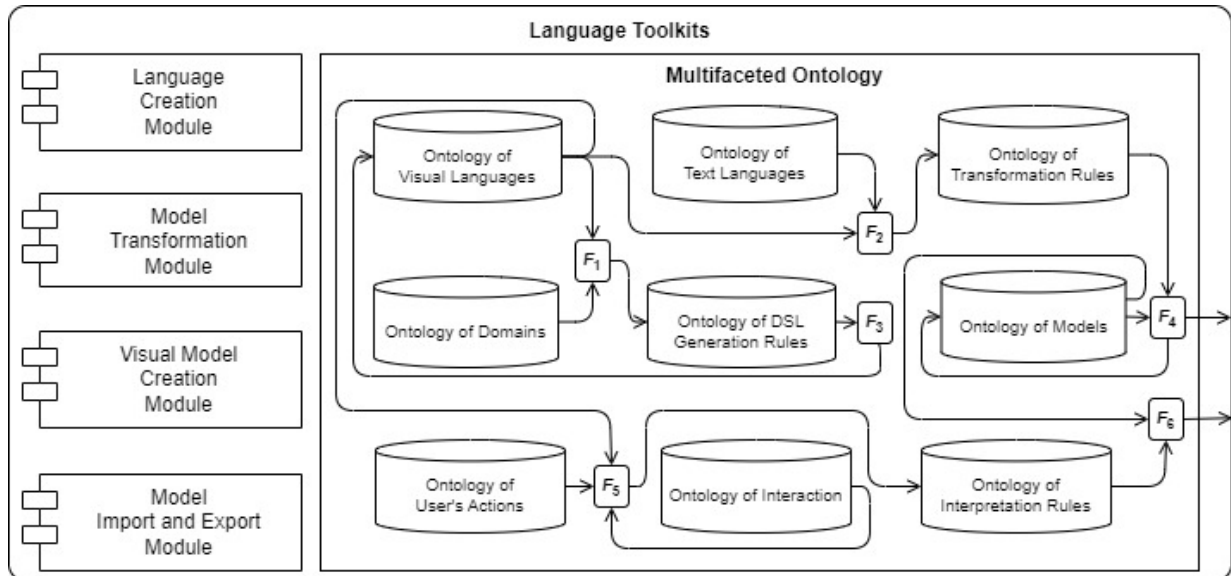 Language Toolkits
Language
Creation
Module
Model
Transformation
Module
Visual Model
Creation
Module
Model
Import and Export
Module
Multifaceted Ontology
Ontology of
Visual Languages
Ontology of
Text Languages
Ontology of
Transformation Rules
F2
F1
Ontology of Domains
Ontology of DSL
Generation Rules
F3
Ontology of Models
F4
F6
Ontology of
User's Actions
F5
Ontology of Interaction
Ontology of
Interpretation Rules